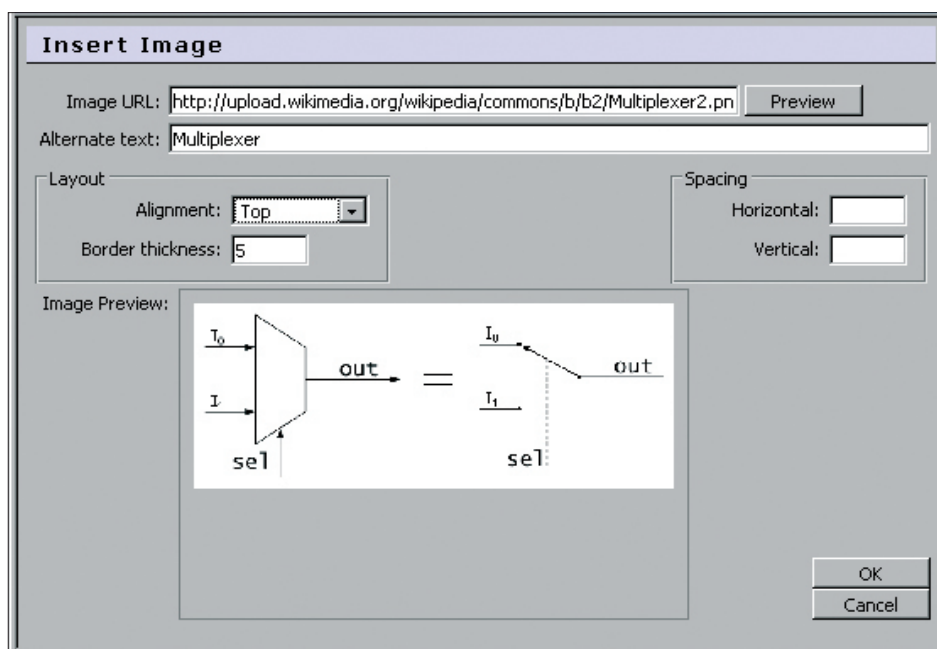 Insert Image
Image URL: http://upload.wikimedia.org/wikipedia/commons/b/b2/Multiplexer2.pn Preview
Alternate text: Multiplexer
Layout
Alignment: Top
Border thickness: 5
Spacing
Horizontal:
Vertical:
Image Preview:
I₀ out sel
I
= I₀ out sel
I₁
OK
Cancel